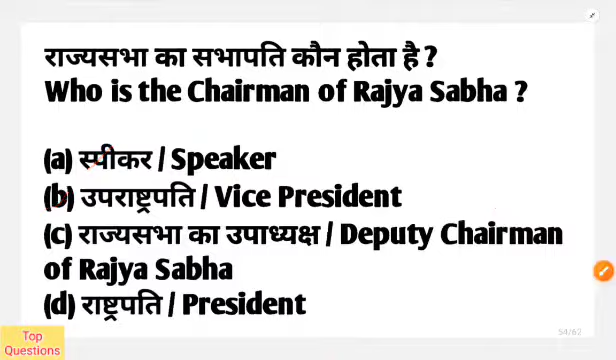 राज्यसभा का सभापति कौन होता है ?
Who is the Chairman of Rajya Sabha ?
(a) स्पीकर / Speaker
(b) उपराष्ट्रपति / Vice President
(c) राज्यसभा का उपाध्यक्ष / Deputy Chairman
of Rajya Sabha
(d) राष्ट्रपति / President
54/62
Top
Questions